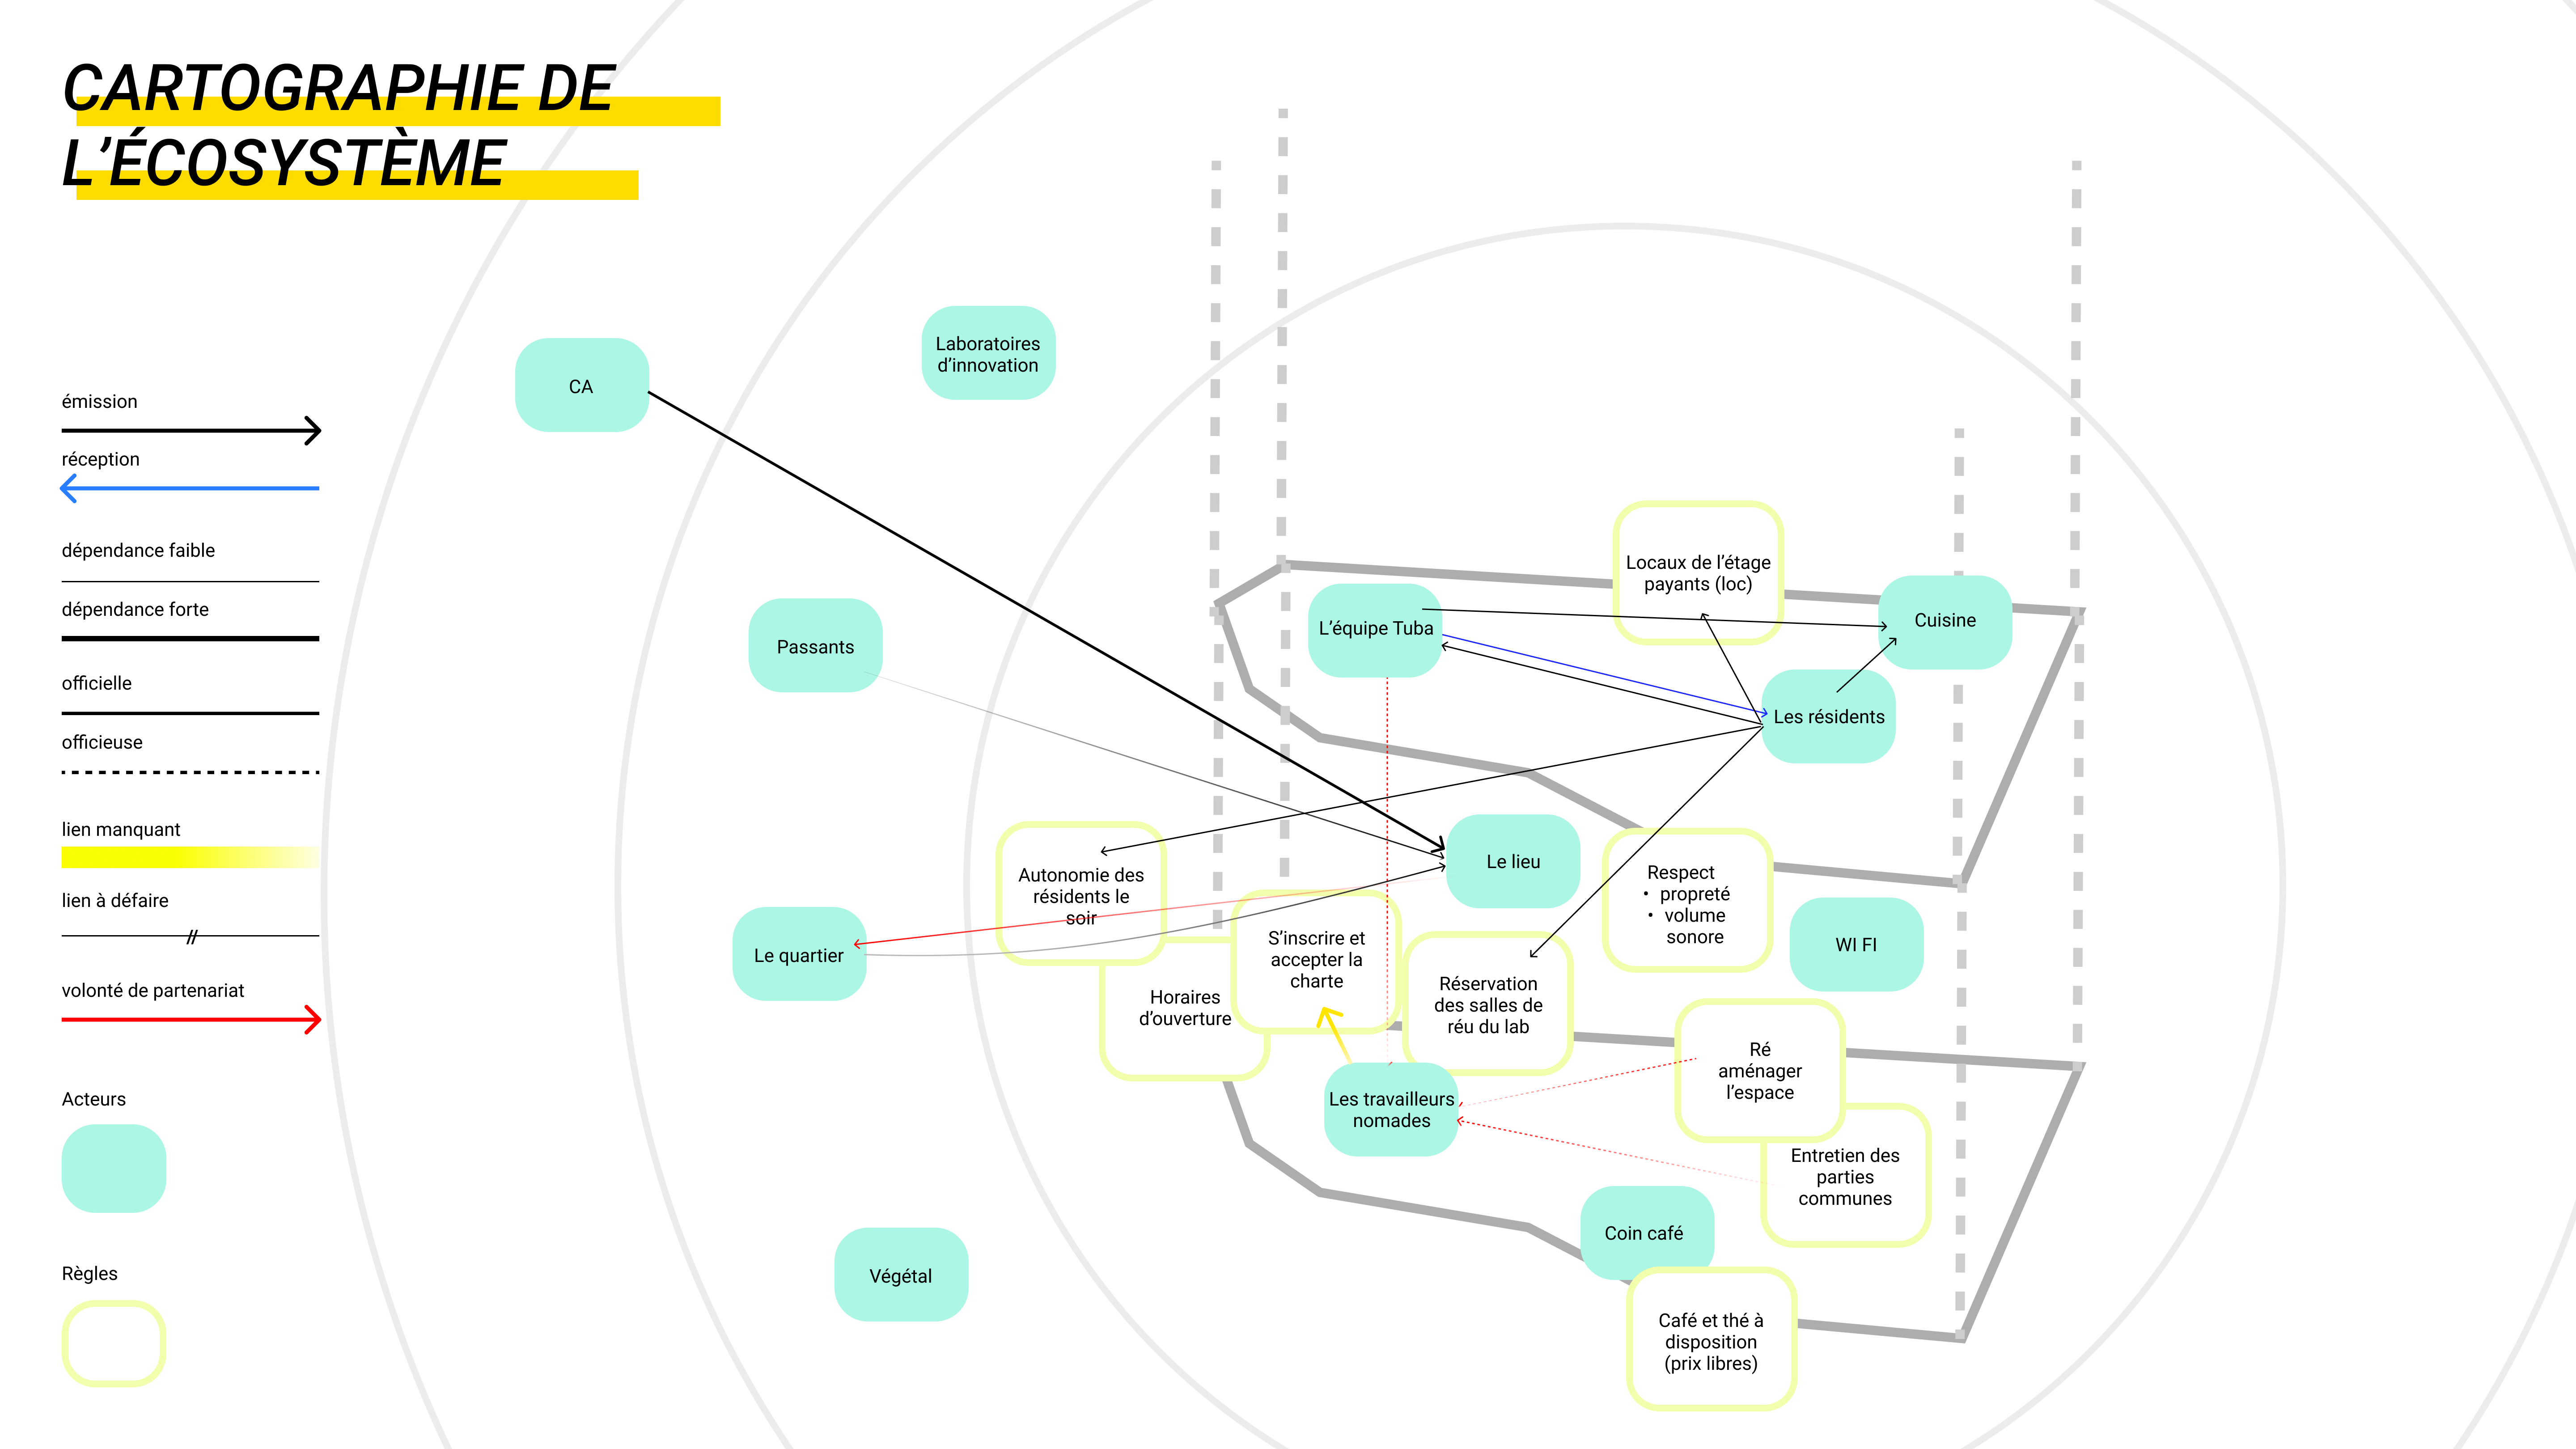 CARTOGRAPHIE DE
L’ÉCOSYSTÈME
émission
réception
dépendance faible
dépendance forte
officielle
officieuse
lien manquant
lien à défaire
//
volonté de partenariat
Acteurs
Règles
CA
Laboratoires
d’innovation
Passants
Le quartier
Végétal
L’équipe Tuba
Locaux de l’étage
payants (loc)
Cuisine
Les résidents
Le lieu
Autonomie des
résidents le
soir
Horaires
d’ouverture
S’inscrire et
accepter la
charte
Réservation
des salles de
réu du lab
Respect
• propreté
• volume
sonore
WI FI
Les travailleurs
nomades
Ré
aménager
l’espace
Entretien des
parties
communes
Coin café
Café et thé à
disposition
(prix libres)